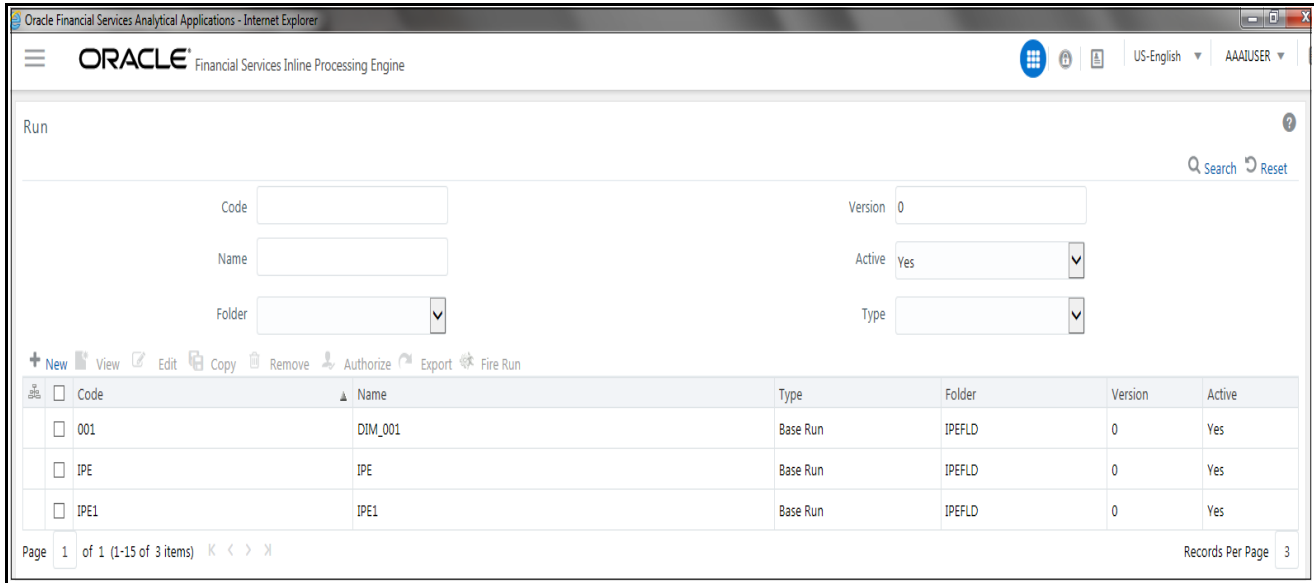 Oracle Financial Services Analytical Applications - Internet Explorer
ORACLE® Financial Services Inline Processing Engine
US-English AAAIUSER
Run
Search Reset
Code Version 0
Name Active Yes
Folder Type
New View Edit Copy Remove Authorize Export Fire Run
Code Name Type Folder Version Active
001 DIM_001 Base Run IPEFLD 0 Yes
IPE IPE Base Run IPEFLD 0 Yes
IPE1 IPE1 Base Run IPEFLD 0 Yes
Page 1 of 1 (1-15 of 3 items) Records Per Page 3